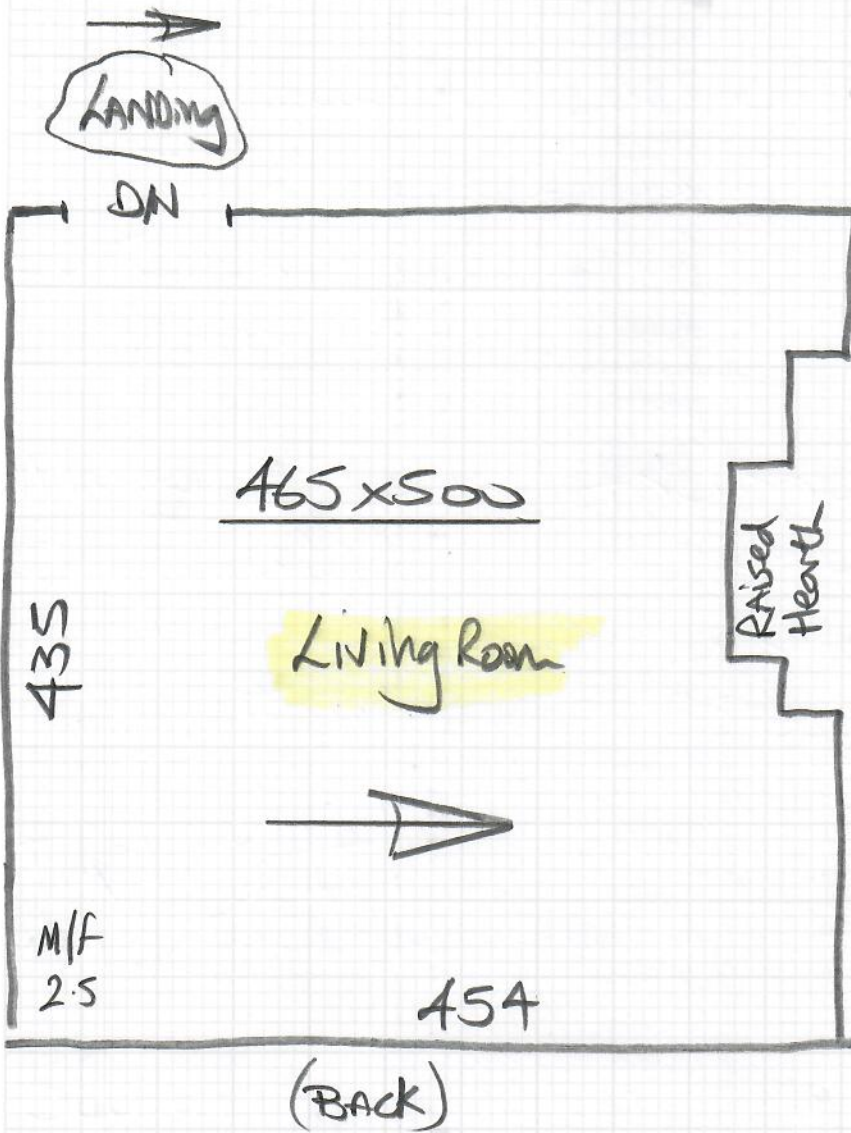 LANDing
DN
465 x 500
Raised
Hearth
435
Living Room
M/F
2.5
454
(BACK)